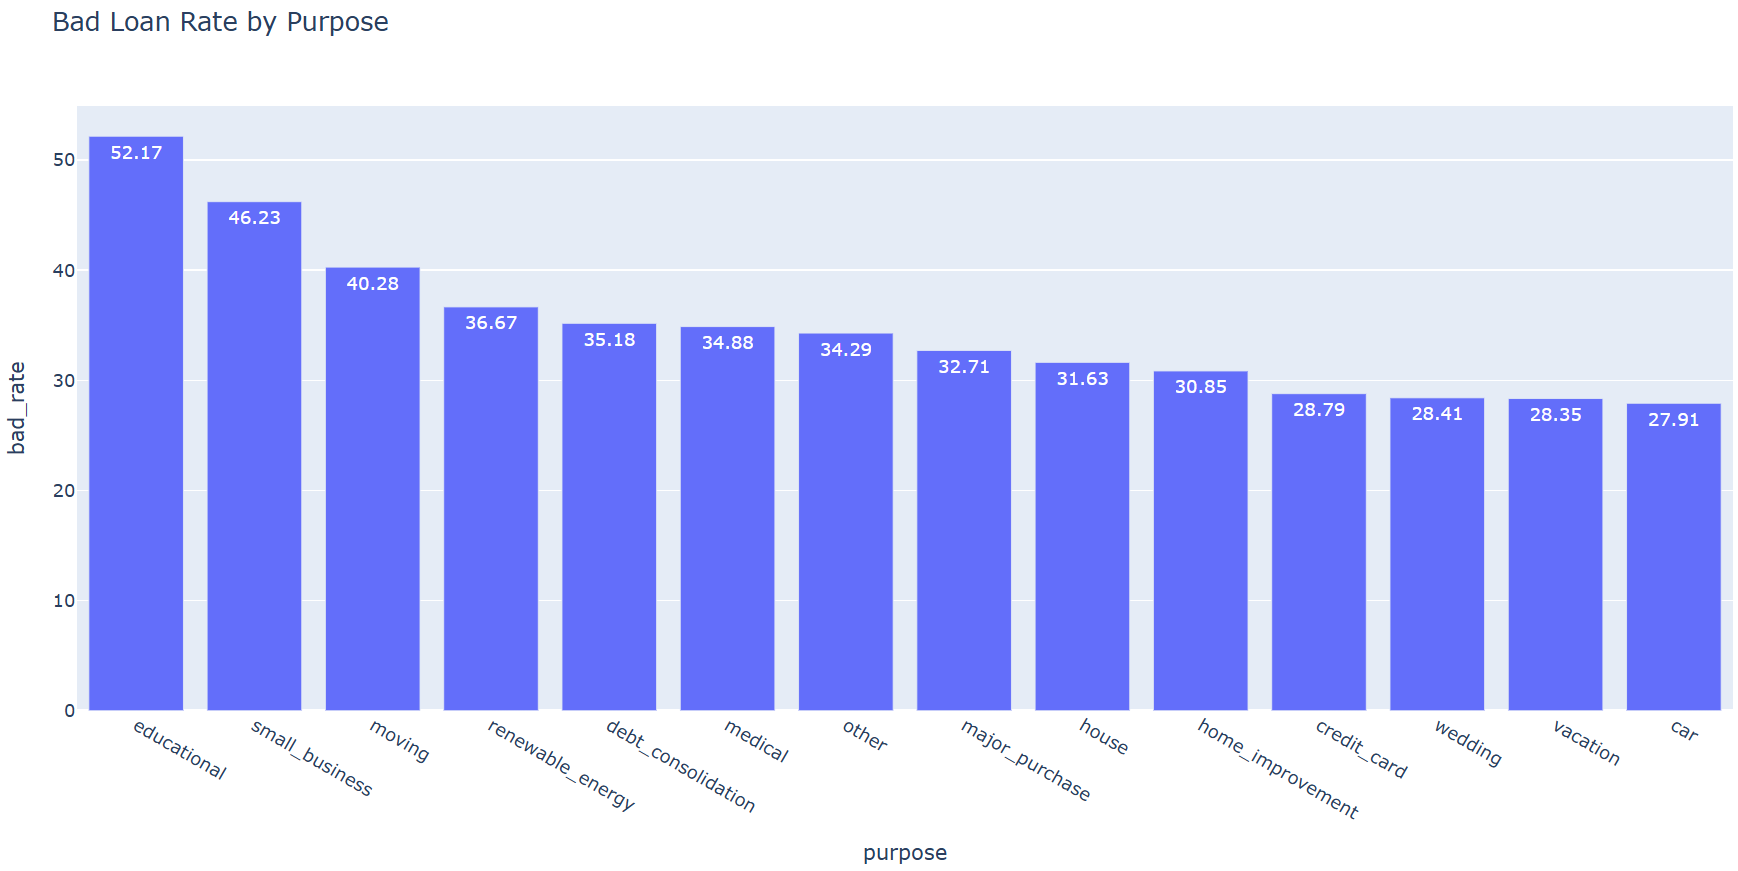 Bad Loan Rate by Purpose
bad_rate
50
40
30
20
10
0
52.17
46.23
40.28
36.67
35.18
34.88
34.29
32.71
31.63
30.85
28.79
28.41
28.35
27.91
educational
small_business
moving
renewable_energy
debt_consolidation
medical
other
major_purchase
house
home_improvement
credit_card
wedding
vacation
car
purpose